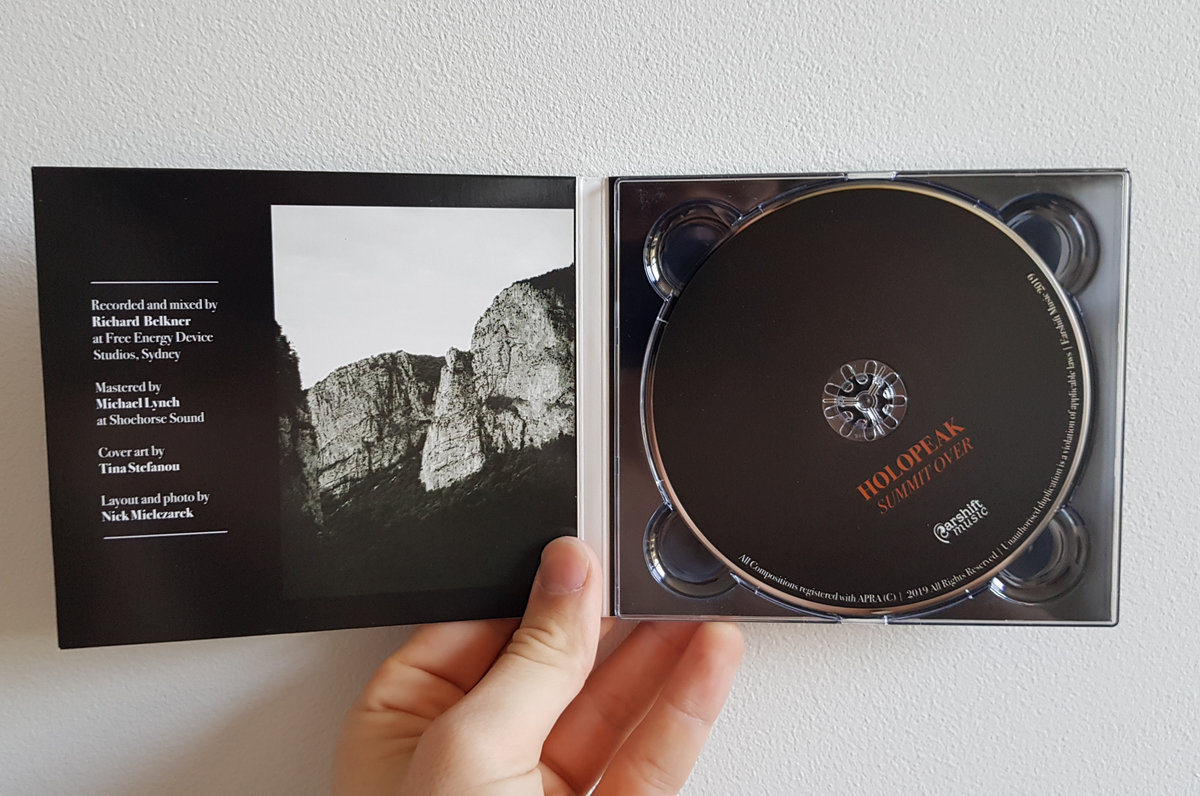 Recorded and mixed by
Richard Belkner
at Free Energy Device
Studios, Sydney
Mastered by
Michael Lynch
at Shoehorse Sound
Cover art by
Tina Stefanou
Layout and photo by
Nick Mielczarek
HOLOPEAK
SUMMIT OVER
earshift
music
All Compositions registered with APRA (C) | 2019 All Rights Reserved | Unauthorised duplication is a violation of applicable laws | Earshift Music 2019